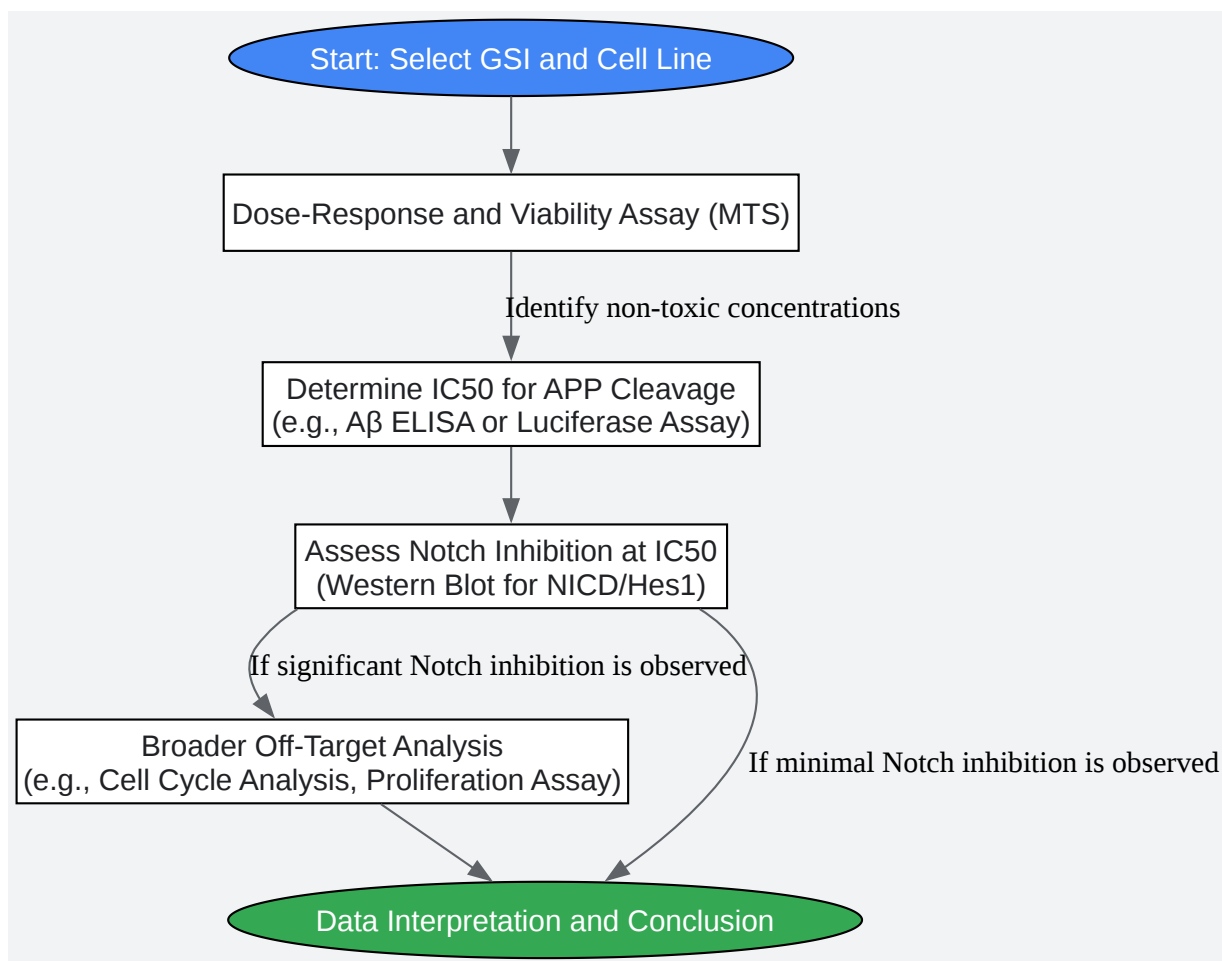 Start: Select GSI and Cell Line
Dose-Response and Viability Assay (MTS)
Identify non-toxic concentrations
Determine IC50 for APP Cleavage
(e.g., Aβ ELISA or Luciferase Assay)
Assess Notch Inhibition at IC50
(Western Blot for NICD/Hes1)
If significant Notch inhibition is observed
Broader Off-Target Analysis
(e.g., Cell Cycle Analysis, Proliferation Assay)
If minimal Notch inhibition is observed
Data Interpretation and Conclusion